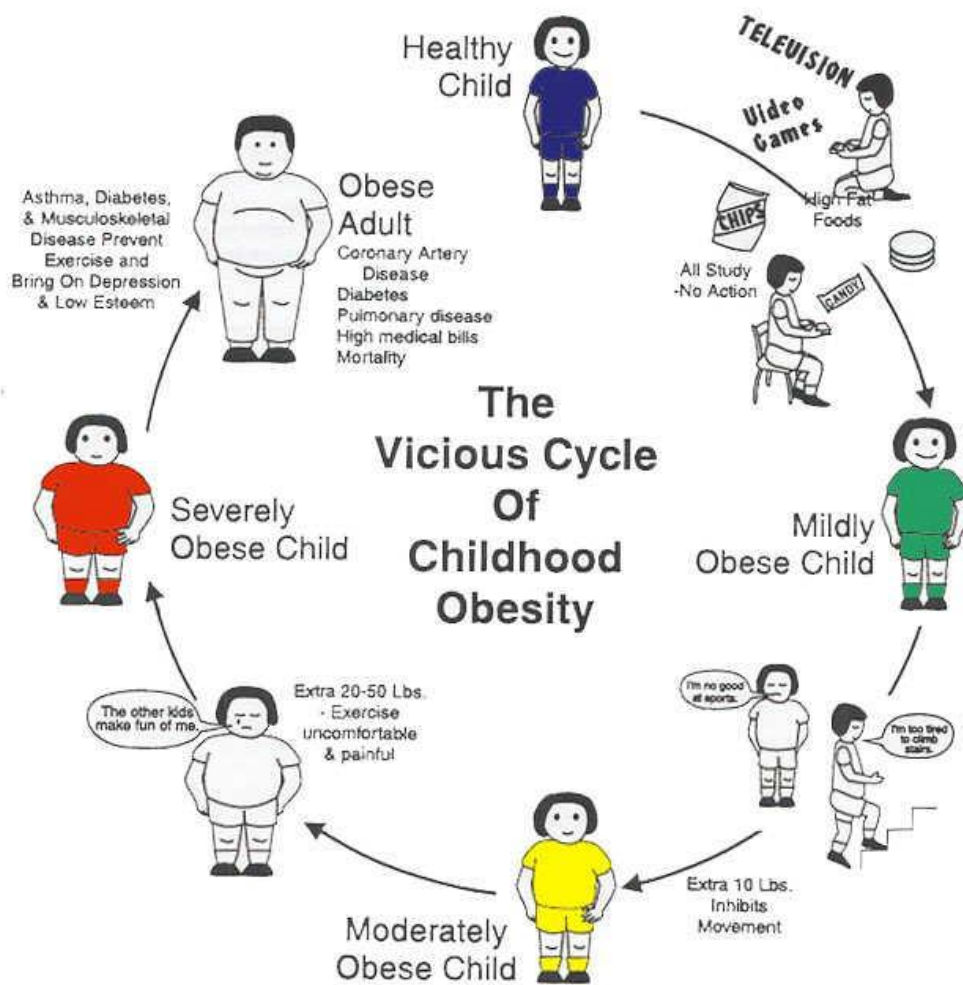 Healthy
Child
TELEVISION
Video
Games
High Fat
Foods
CHIPS
All Study
-No Action
CANDY
Mildly
Obese Child
I'm no good
at sports.
I'm too tired
to climb
stairs.
Extra 10 Lbs.
Inhibits
Movement
Moderately
Obese Child
Extra 20-50 Lbs.
- Exercise
uncomfortable
& painful
The other kids
make fun of me.
Severely
Obese Child
Asthma, Diabetes,
& Musculoskeletal
Disease Prevent
Exercise and
Bring On Depression
& Low Esteem
Obese
Adult
Coronary Artery
Disease
Diabetes
Pulmonary disease
High medical bills
Mortality
The
Vicious Cycle
Of
Childhood
Obesity